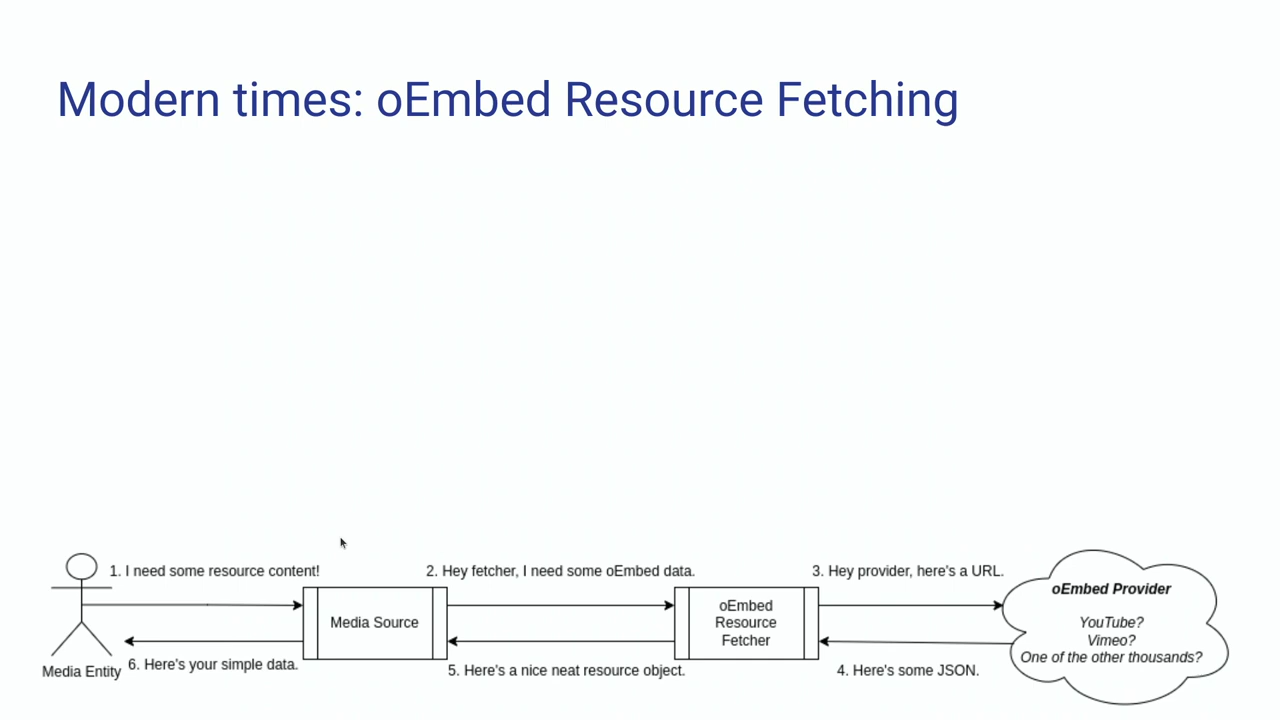 Modern times: oEmbed Resource Fetching
1. I need some resource content!
2. Hey fetcher, I need some oEmbed data.
3. Hey provider, here's a URL.
Media Entity
Media Source
oEmbed
Resource
Fetcher
oEmbed Provider
YouTube?
Vimeo?
One of the other thousands?
6. Here's your simple data.
5. Here's a nice neat resource object.
4. Here's some JSON.